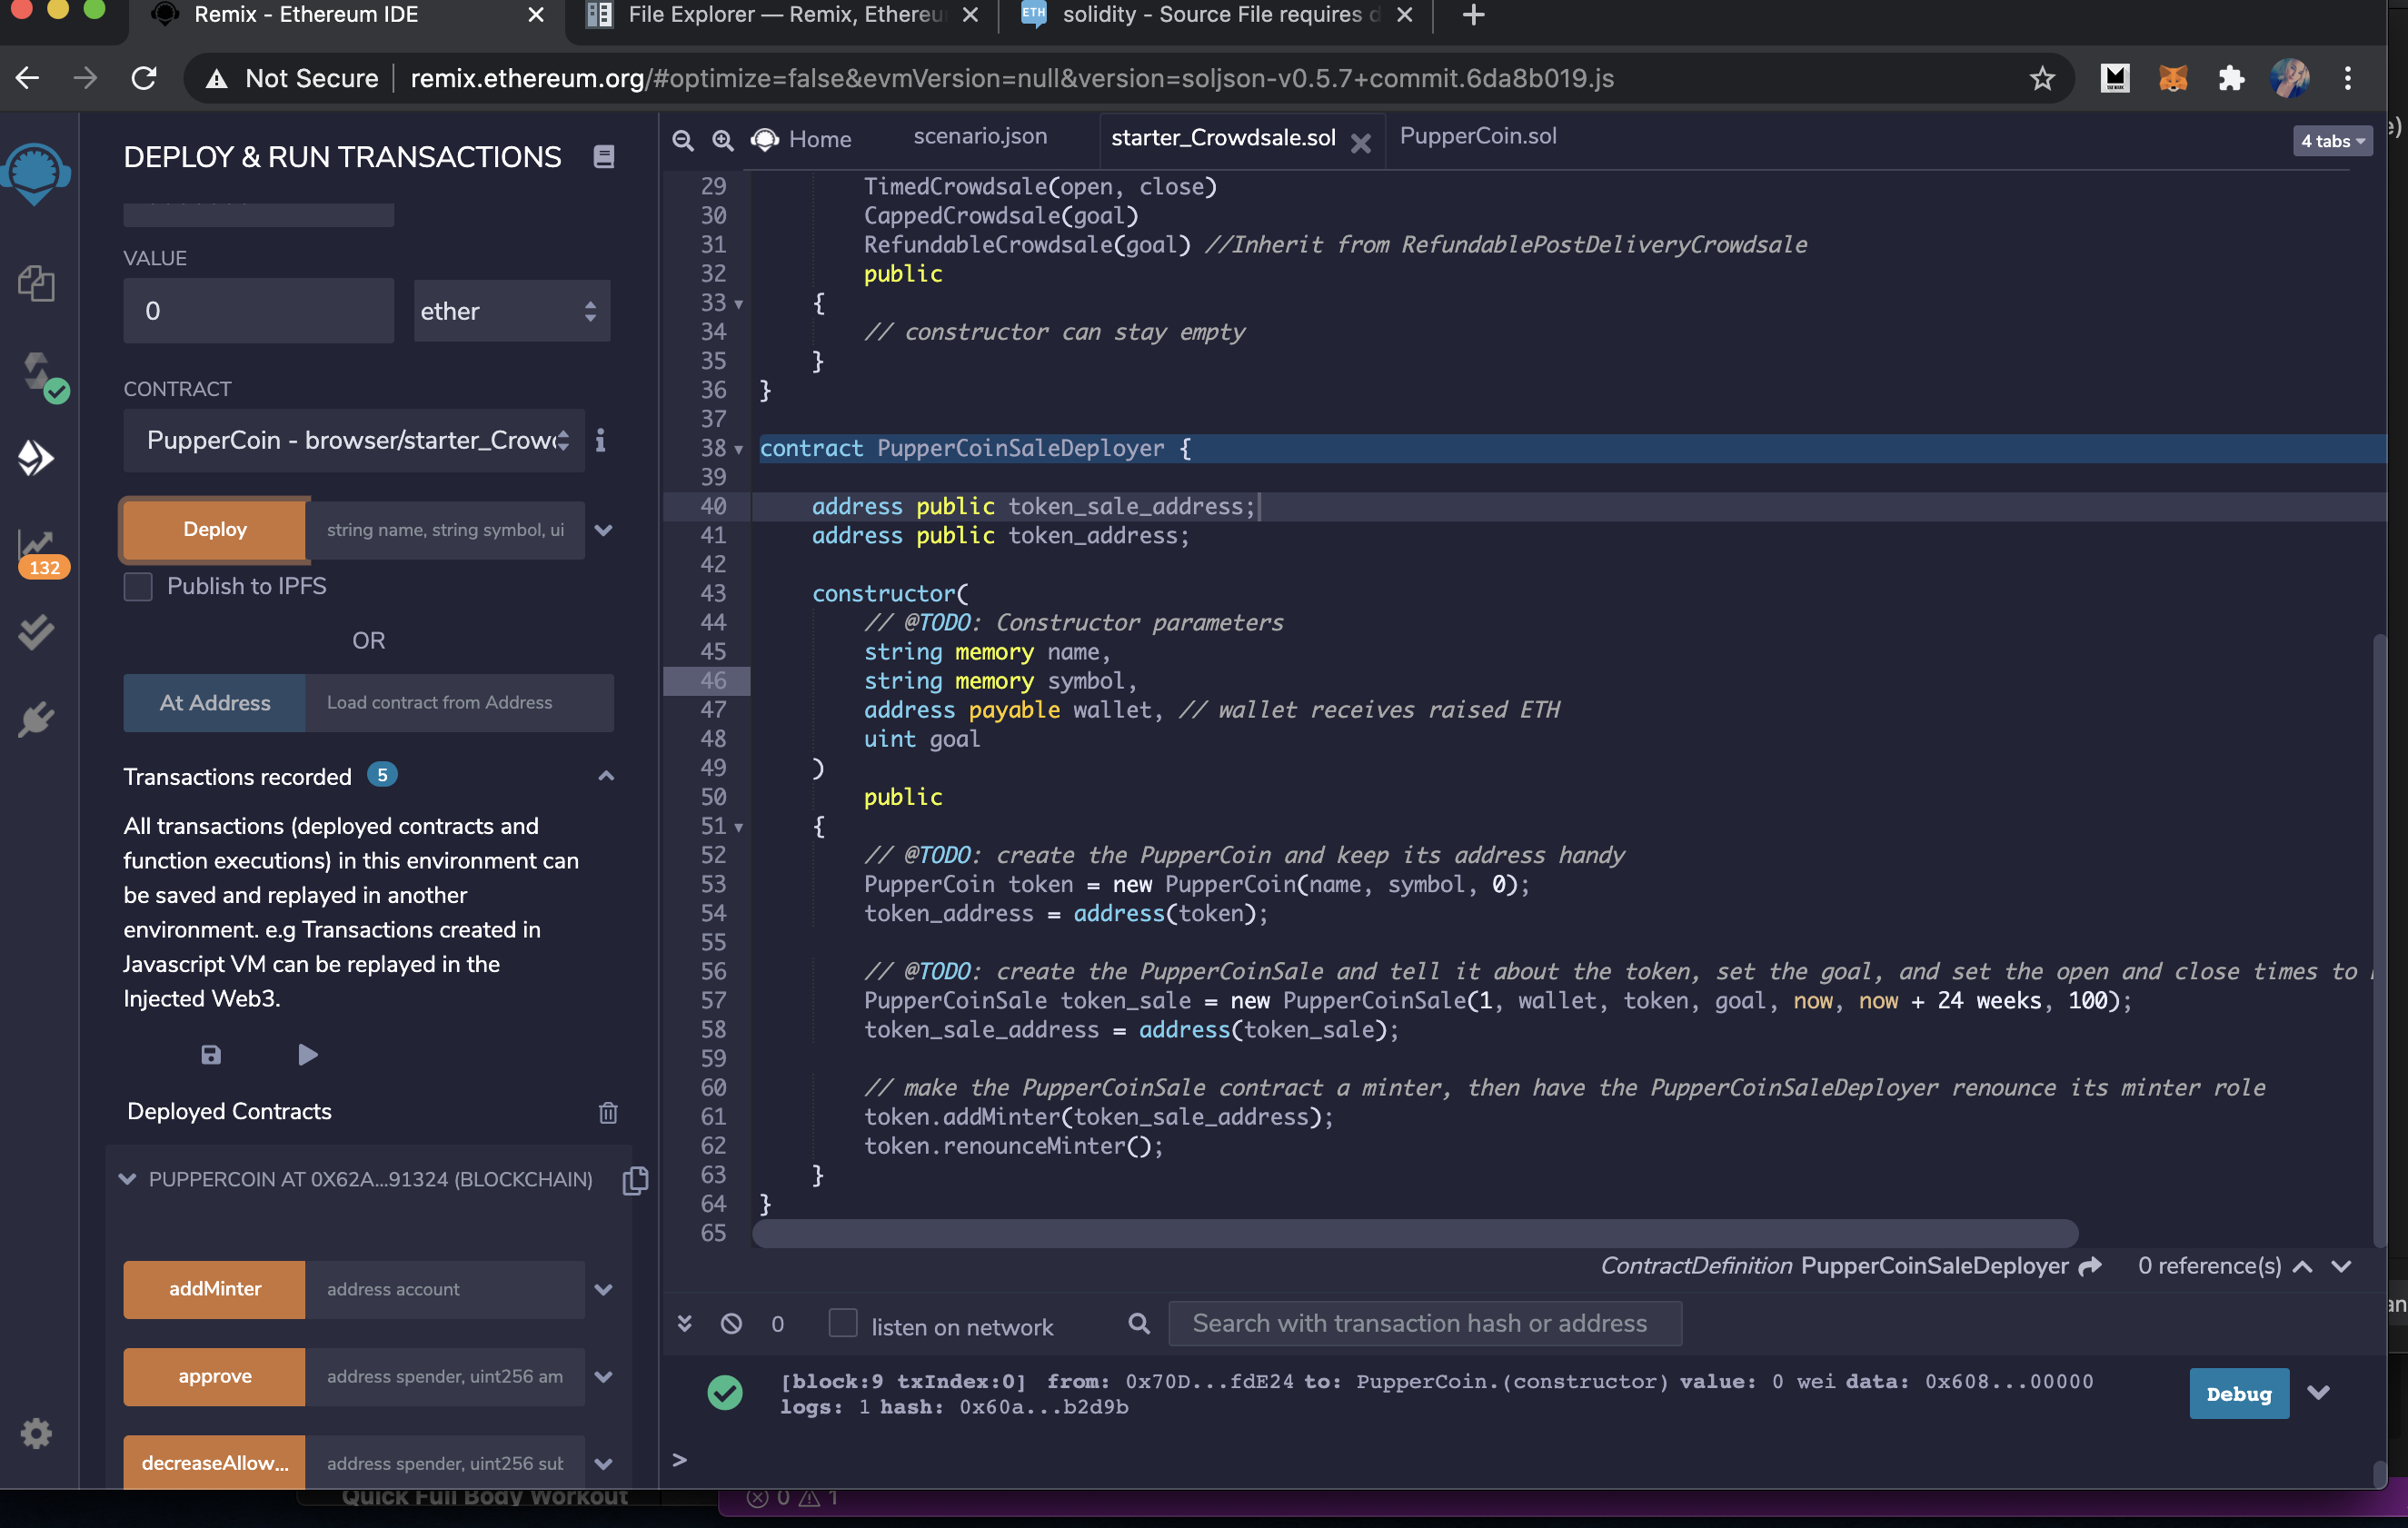 Remix - Ethereum IDE
File Explorer — Remix, Ethereu
solidity - Source File requires d
Not Secure
remix.ethereum.org/#optimize=false&evmVersion=null&version=soljson-v0.5.7+commit.6da8b019.js
DEPLOY & RUN TRANSACTIONS
VALUE
0
ether
CONTRACT
PupperCoin - browser/starter_Crow
Deploy
string name, string symbol, ui
Publish to IPFS
OR
At Address
Load contract from Address
Transactions recorded 5
All transactions (deployed contracts and
function executions) in this environment can
be saved and replayed in another
environment. e.g Transactions created in
Javascript VM can be replayed in the
Injected Web3.
Deployed Contracts
PUPPERCOIN AT 0X62A...91324 (BLOCKCHAIN)
addMinter
address account
approve
address spender, uint256 am
decreaseAllow...
address spender, uint256 sub
132
Home
scenario.json
starter_Crowdsale.sol
PupperCoin.sol
4 tabs
29 TimedCrowdsale(open, close)
30 CappedCrowdsale(goal)
31 RefundableCrowdsale(goal) //Inherit from RefundablePostDeliveryCrowdsale
32 public
33 {
34 // constructor can stay empty
35 }
36 }
37
38 contract PupperCoinSaleDeployer {
39
40 address public token_sale_address;
41 address public token_address;
42
43 constructor(
44 // @TODO: Constructor parameters
45 string memory name,
46 string memory symbol,
47 address payable wallet, // wallet receives raised ETH
48 uint goal
49 )
50 public
51 {
52 // @TODO: create the PupperCoin and keep its address handy
53 PupperCoin token = new PupperCoin(name, symbol, 0);
54 token_address = address(token);
55
56 // @TODO: create the PupperCoinSale and tell it about the token, set the goal, and set the open and close times to
57 PupperCoinSale token_sale = new PupperCoinSale(1, wallet, token, goal, now, now + 24 weeks, 100);
58 token_sale_address = address(token_sale);
59
60 // make the PupperCoinSale contract a minter, then have the PupperCoinSaleDeployer renounce its minter role
61 token.addMinter(token_sale_address);
62 token.renounceMinter();
63 }
64 }
65
ContractDefinition PupperCoinSaleDeployer 0 reference(s)
0
listen on network
Search with transaction hash or address
[block:9 txIndex:0] from: 0x70D...fdE24 to: PupperCoin.(constructor) value: 0 wei data: 0x608...00000
logs: 1 hash: 0x60a...b2d9b
Debug
>
Quick Full Body Workout
0 1